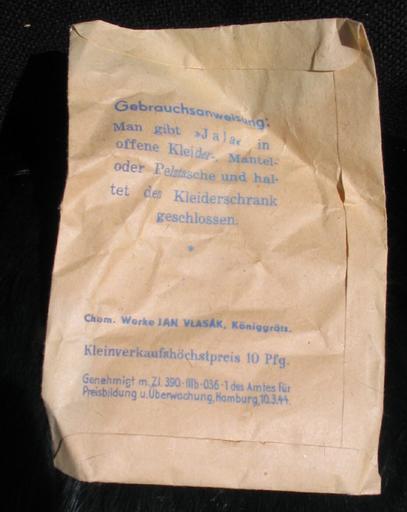 Gebrauchsanweisung:
Man gibt »Jala« in
offene Kleider-, Mantel-
oder Pelztasche und hal-
tet den Kleiderschrank
geschlossen.
*
Chem. Werke JAN VLASÁK, Königgrätz.
Kleinverkaufshöchstpreis 10 Pfg.
Genehmigt m. Zl. 390-IIIb-036-1 des Amtes für
Preisbildung u. Überwachung, Hamburg, 10.3.44.